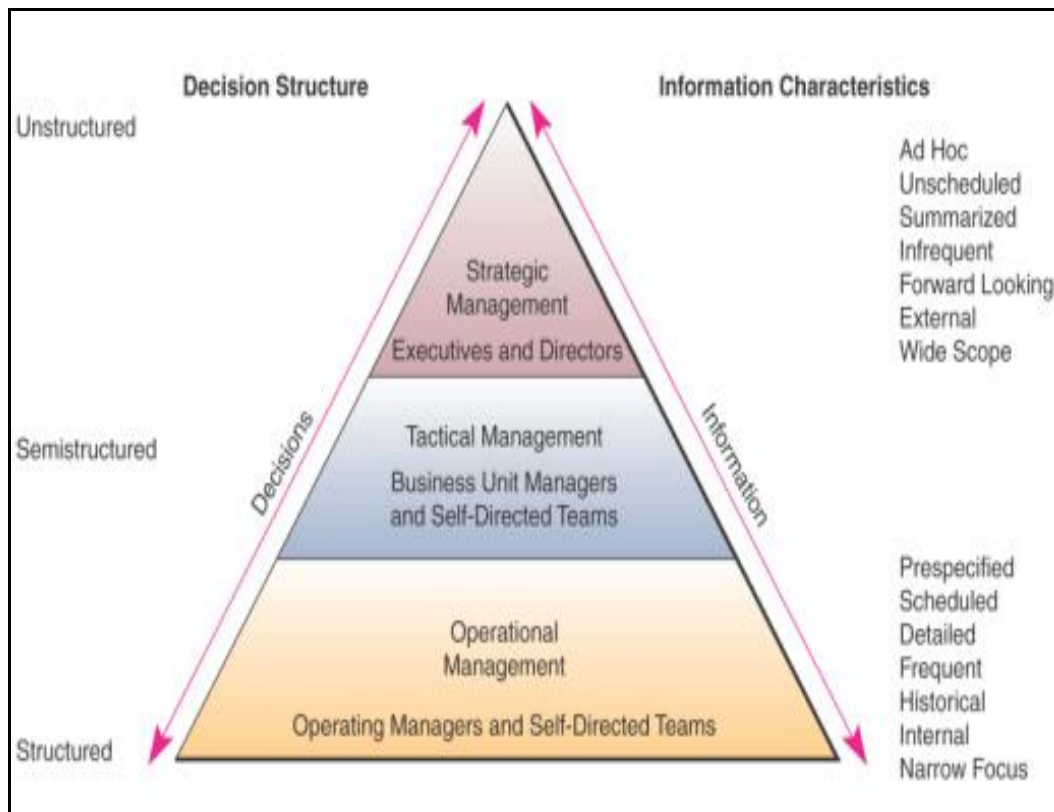 Decision Structure
Information Characteristics
Unstructured
Ad Hoc
Unscheduled
Summarized
Infrequent
Forward Looking
External
Wide Scope
Strategic
Management
Executives and Directors
Decisions
Information
Semistructured
Tactical Management
Business Unit Managers
and Self-Directed Teams
Prespecified
Scheduled
Detailed
Frequent
Historical
Internal
Narrow Focus
Operational
Management
Operating Managers and Self-Directed Teams
Structured